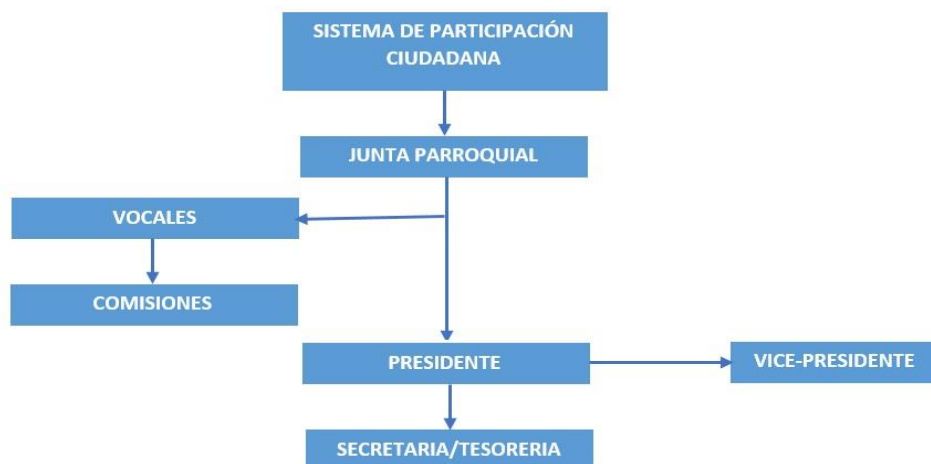 SISTEMA DE PARTICIPACIÓN
CIUDADANA
JUNTA PARROQUIAL
VOCALES
COMISIONES
PRESIDENTE
VICE-PRESIDENTE
SECRETARIA/TESORERIA